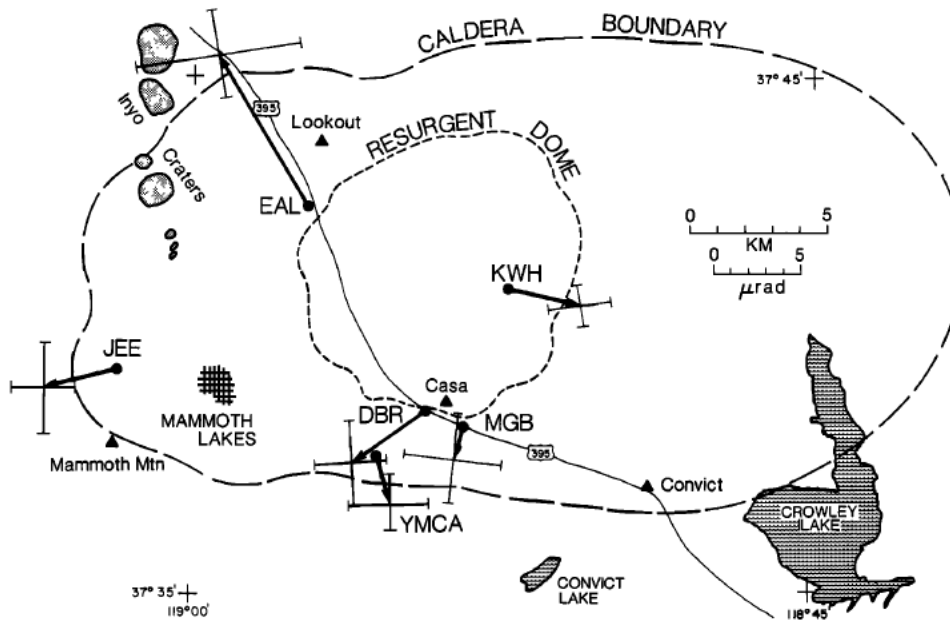 CALDERA BOUNDARY
37° 45'
395
Inyo
Craters
Lookout
RESURGENT DOME
EAL
0 5
KM
0 5
μrad
KWH
JEE
MAMMOTH
LAKES
Mammoth Mtn
Casa
DBR
MGB
395
Convict
YMCA
CROWLEY
LAKE
CONVICT
LAKE
37° 35'
119°00'
118°45'